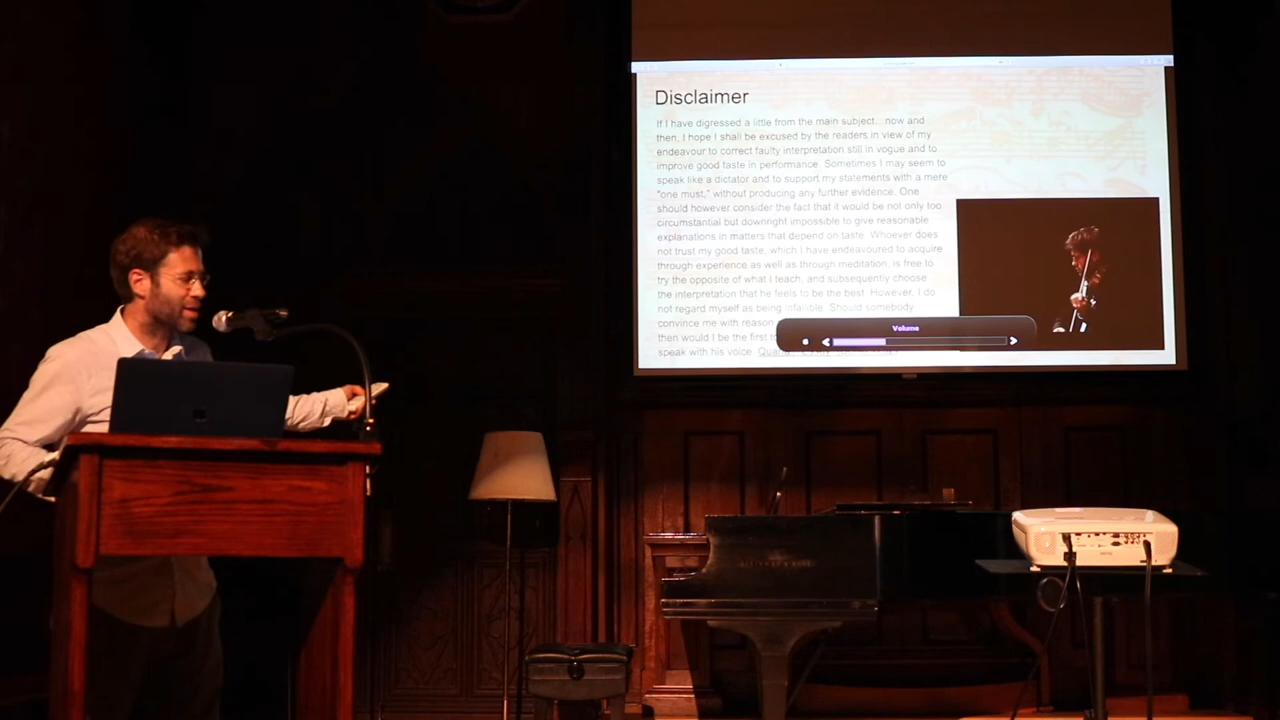 Disclaimer
If I have digressed a little from the main subject...now and
then, I hope I shall be excused by the readers in view of my
endeavour to correct faulty interpretation still in vogue and to
improve good taste in performance. Sometimes I may seem to
speak like a dictator and to support my statements with a mere
"one must," without producing any further evidence. One
should however consider the fact that it would be not only too
circumstantial but downright impossible to give reasonable
explanations in matters that depend on taste. Whoever does
not trust my good taste, which I have endeavoured to acquire
through experience as well as through meditation, is free to
try the opposite of what I teach, and subsequently choose
the interpretation that he feels to be the best. However, I do
not regard myself as being infallible. Should somebody
convince me with reason
then would I be the first to
speak with his voice.
Volume
6